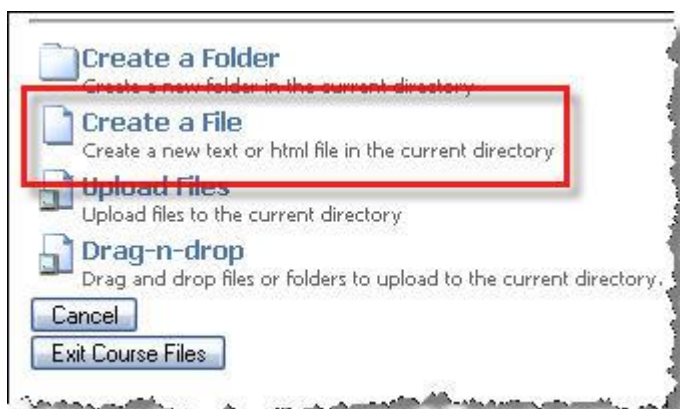 Create a Folder
Create a new folder in the current directory
Create a File
Create a new text or html file in the current directory
Upload Files
Upload files to the current directory
Drag-n-drop
Drag and drop files or folders to upload to the current directory.
Cancel
Exit Course Files